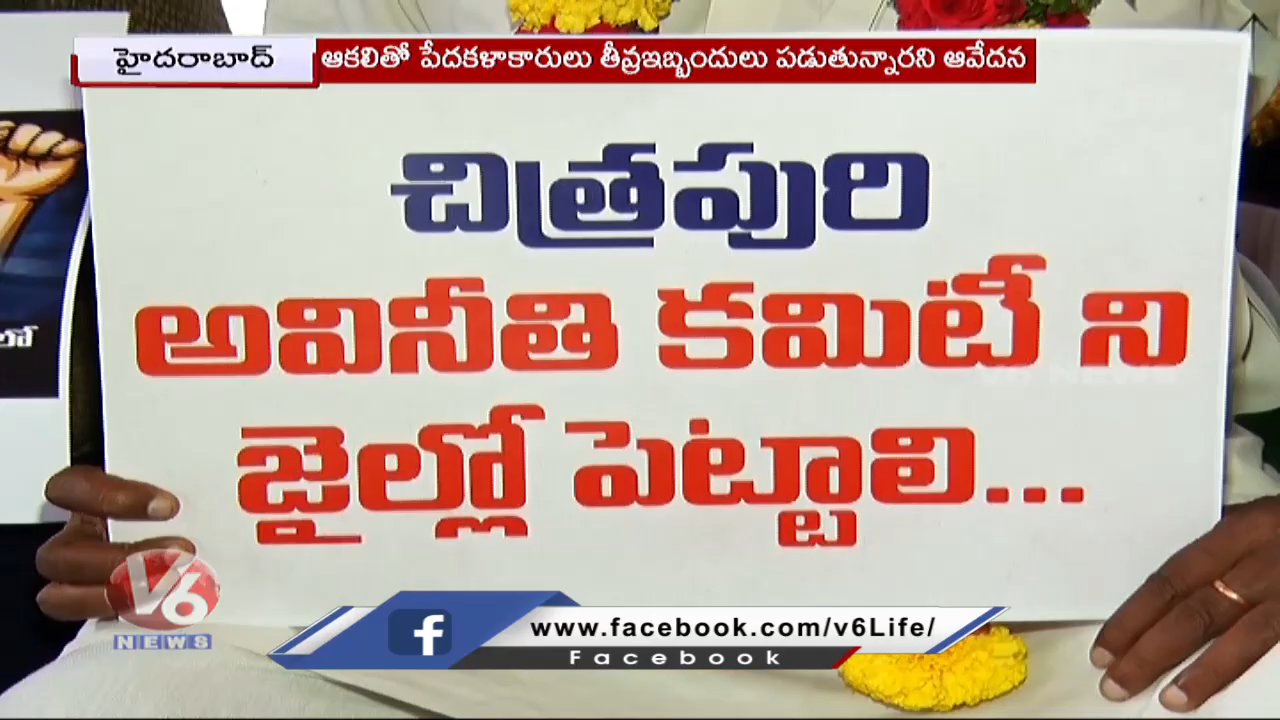 హైదరాబాద్
ఆకలితో పేదకళాకారులు తీవ్రఇబ్బందులు పడుతున్నారని ఆవేదన
చిత్రపురి
అవినీతి కమిటీ ని
జైల్లో పెట్టాలి...
లో
V6
NEWS
f
www.facebook.com/v6Life/
Facebook